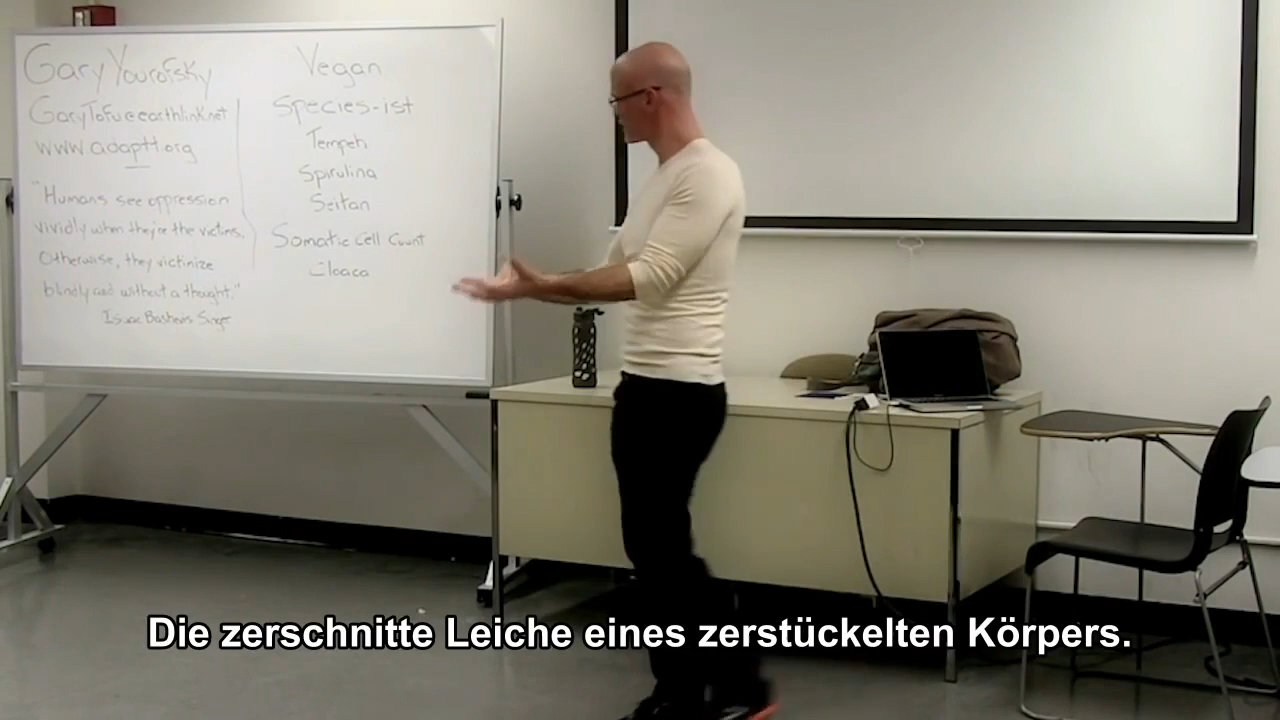 Gary Yourofsky
GaryTofu@earthlink.net
www.adaptt.org
"Humans see oppression
vividly when they're the victims.
Otherwise, they victimize
blindly and without a thought."
Isaac Bashevis Singer
Vegan
Species-ist
Tempeh
Spirulina
Seitan
Somatic Cell Count
Cloaca
Die zerschnitte Leiche eines zerstückelten Körpers.